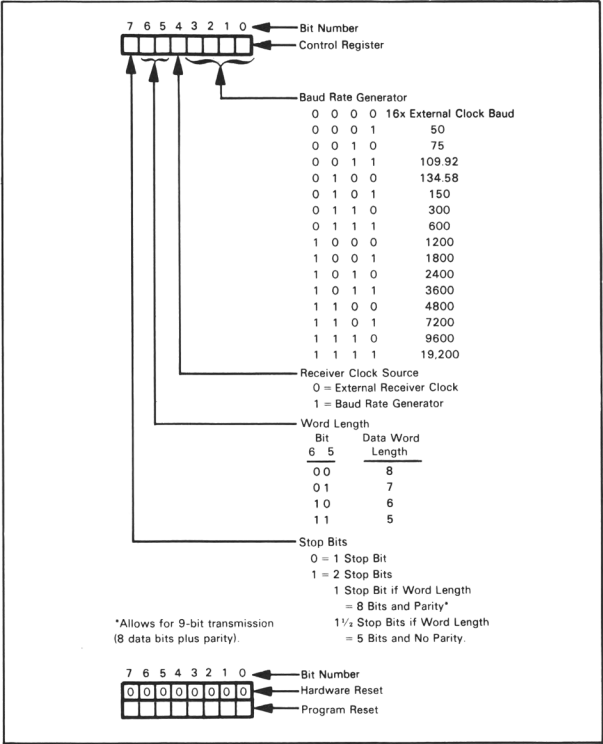 7 6 5 4 3 2 1 0 Bit Number
Control Register
Baud Rate Generator
0 0 0 0 16x External Clock Baud
0 0 0 1 50
0 0 1 0 75
0 0 1 1 109.92
0 1 0 0 134.58
0 1 0 1 150
0 1 1 0 300
0 1 1 1 600
1 0 0 0 1200
1 0 0 1 1800
1 0 1 0 2400
1 0 1 1 3600
1 1 0 0 4800
1 1 0 1 7200
1 1 1 0 9600
1 1 1 1 19,200
Receiver Clock Source
0 = External Receiver Clock
1 = Baud Rate Generator
Word Length
Bit Data Word
6 5 Length
0 0 8
0 1 7
1 0 6
1 1 5
Stop Bits
0 = 1 Stop Bit
1 = 2 Stop Bits
1 Stop Bit if Word Length
= 8 Bits and Parity*
1½ Stop Bits if Word Length
= 5 Bits and No Parity.
*Allows for 9-bit transmission
(8 data bits plus parity).
7 6 5 4 3 2 1 0 Bit Number
0 0 0 0 0 0 0 0 Hardware Reset
Program Reset